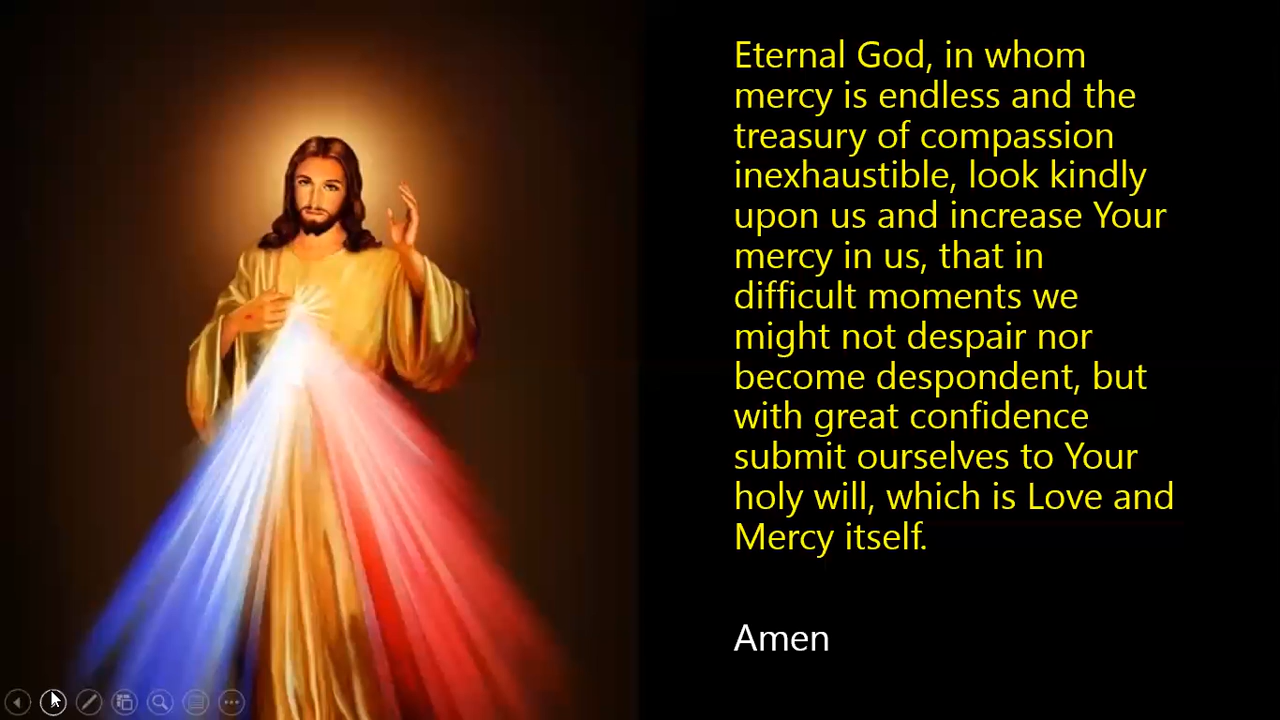 Eternal God, in whom
mercy is endless and the
treasury of compassion
inexhaustible, look kindly
upon us and increase Your
mercy in us, that in
difficult moments we
might not despair nor
become despondent, but
with great confidence
submit ourselves to Your
holy will, which is Love and
Mercy itself.
Amen